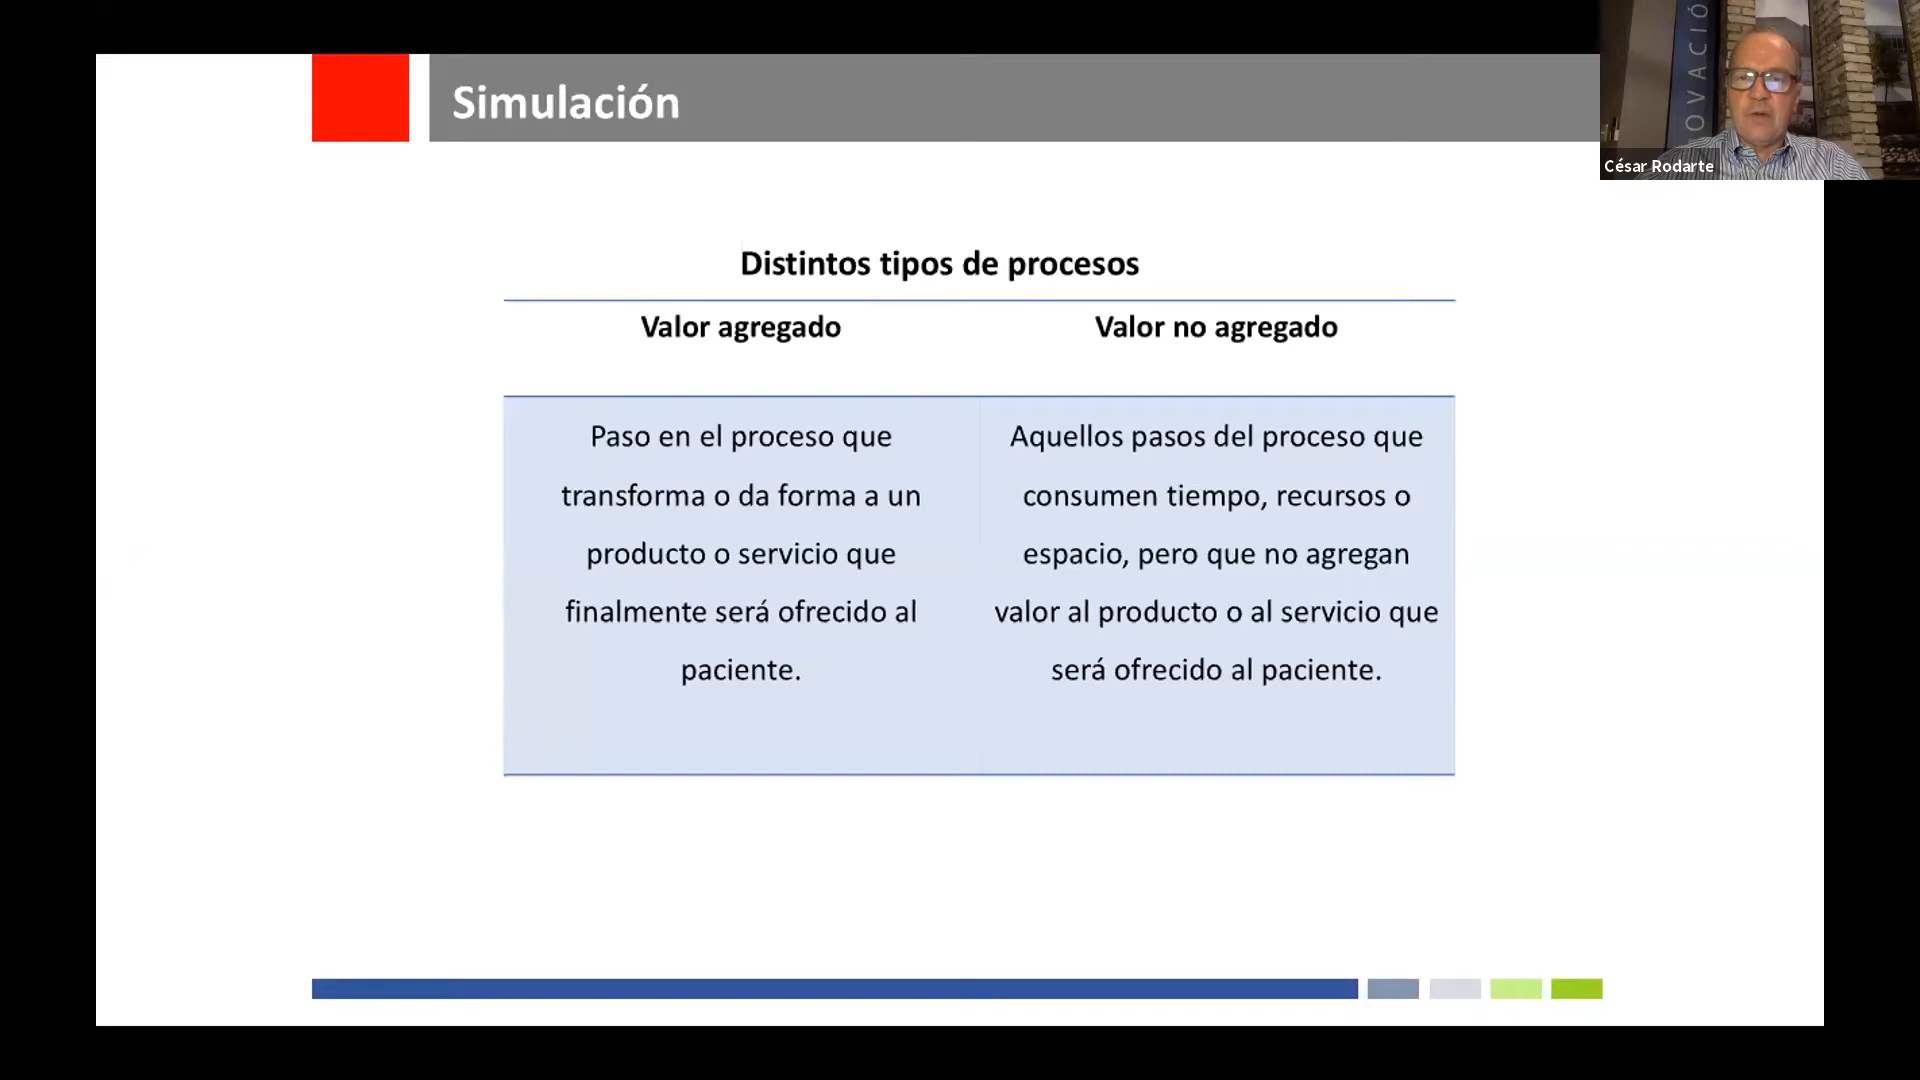 Simulación
OVACIÓ
César Rodarte
Distintos tipos de procesos
Valor agregado
Valor no agregado
Paso en el proceso que
transforma o da forma a un
producto o servicio que
finalmente será ofrecido al
paciente.
Aquellos pasos del proceso que
consumen tiempo, recursos o
espacio, pero que no agregan
valor al producto o al servicio que
será ofrecido al paciente.